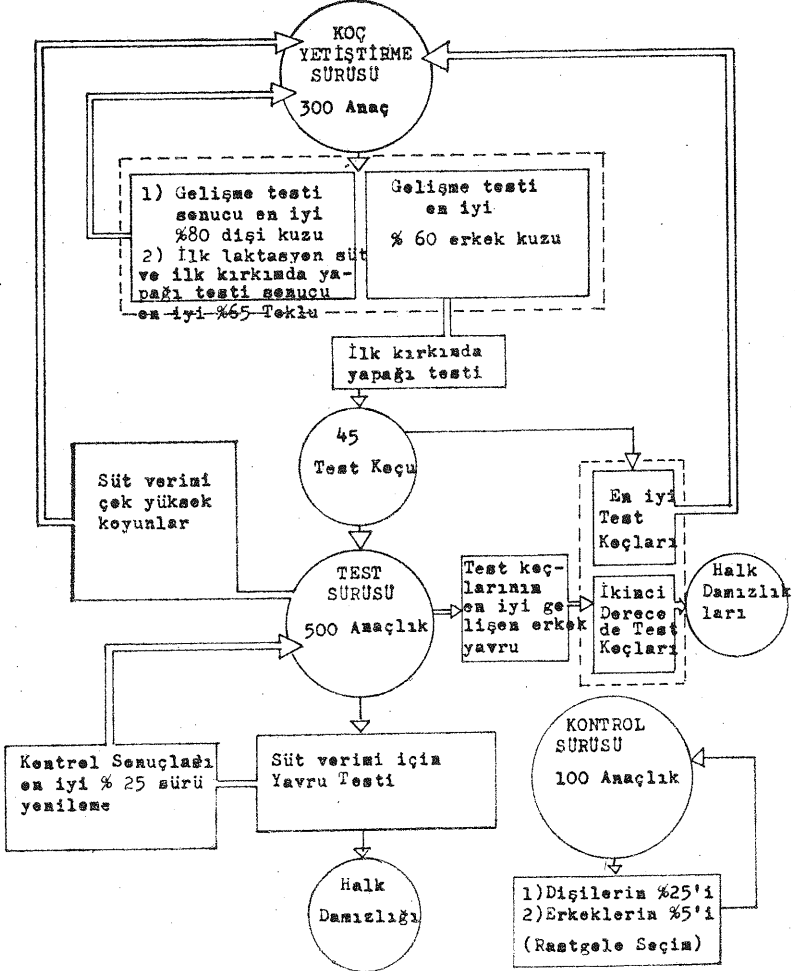 KOÇ
YETİŞTİRME
SÜRÜSÜ
300 Anaç
1) Gelişme testi
sonucu en iyi
%80 dişi kuzu
2) İlk laktasyon süt
ve ilk kırkımda ya-
pağı testi sonucu
en iyi %65 Toklu
Gelişme testi
en iyi
% 60 erkek kuzu
İlk kırkımda
yapağı testi
45
Test Koçu
Süt verimi
çok yüksek
koyunlar
En iyi
Test
Koçları
TEST
SÜRÜSÜ
500 Anaçlık
Test koç-
larının
en iyi ge
lişen erkek
yavru
İkinci
Derece
de Test
Koçları
Halk
Damızlık
ları
Kontrol Sonuçladı
en iyi % 25 sürü
yenileme
Süt verimi için
Yavru Testi
KONTROL
SÜRÜSÜ
100 Anaçlık
Halk
Damızlığı
1)Dişilerin %25'i
2)Erkeklerin %5'i
(Rastgele Seçim)